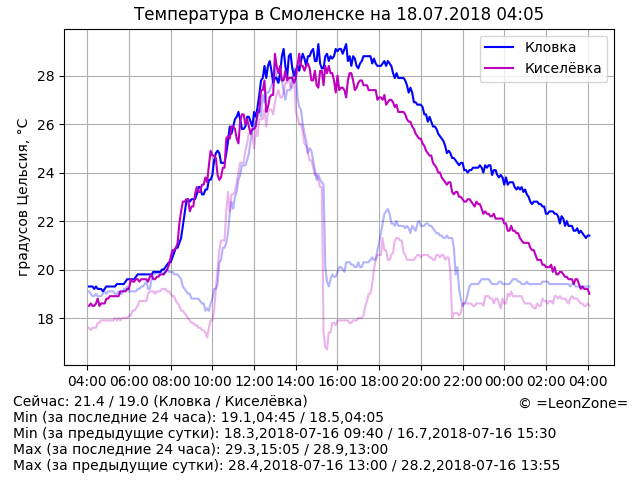 Температура в Смоленске на 18.07.2018 04:05
Кловка
Киселёвка
градусов Цельсия, °C
28
26
24
22
20
18
04:00 06:00 08:00 10:00 12:00 14:00 16:00 18:00 20:00 22:00 00:00 02:00 04:00
Сейчас: 21.4 / 19.0 (Кловка / Киселёвка)
© =LeonZone=
Min (за последние 24 часа): 19.1,04:45 / 18.5,04:05
Min (за предыдущие сутки): 18.3,2018-07-16 09:40 / 16.7,2018-07-16 15:30
Max (за последние 24 часа): 29.3,15:05 / 28.9,13:00
Max (за предыдущие сутки): 28.4,2018-07-16 13:00 / 28.2,2018-07-16 13:55